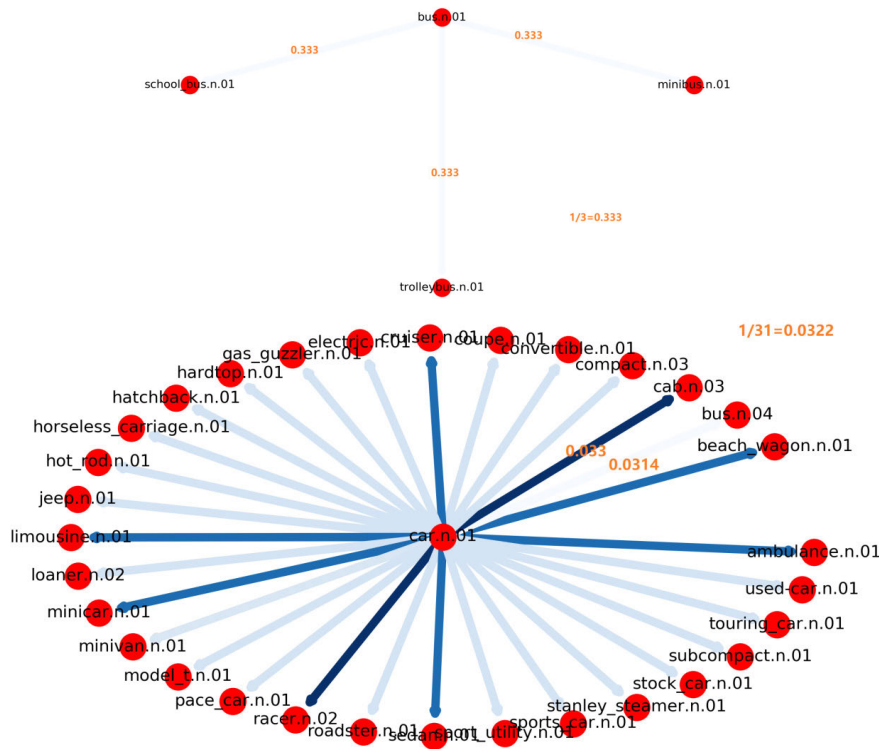 bus.n.01
0.333
0.333
school_bus.n.01
minibus.n.01
0.333
1/3=0.333
trolleybus.n.01
1/31=0.0322
cruiser.n.01
electric.n.01
coupe.n.01
convertible.n.01
gas_guzzler.n.01
compact.n.03
hardtop.n.01
cab.n.03
hatchback.n.01
bus.n.04
horseless_carriage.n.01
beach_wagon.n.01
0.033
0.0314
hot_rod.n.01
jeep.n.01
limousine.n.01
car.n.01
ambulance.n.01
loaner.n.02
used-car.n.01
minicar.n.01
touring_car.n.01
minivan.n.01
subcompact.n.01
model_t.n.01
stock_car.n.01
pace_car.n.01
stanley_steamer.n.01
racer.n.02
sports_car.n.01
roadster.n.01
sedan.n.01
sport_utility.n.01